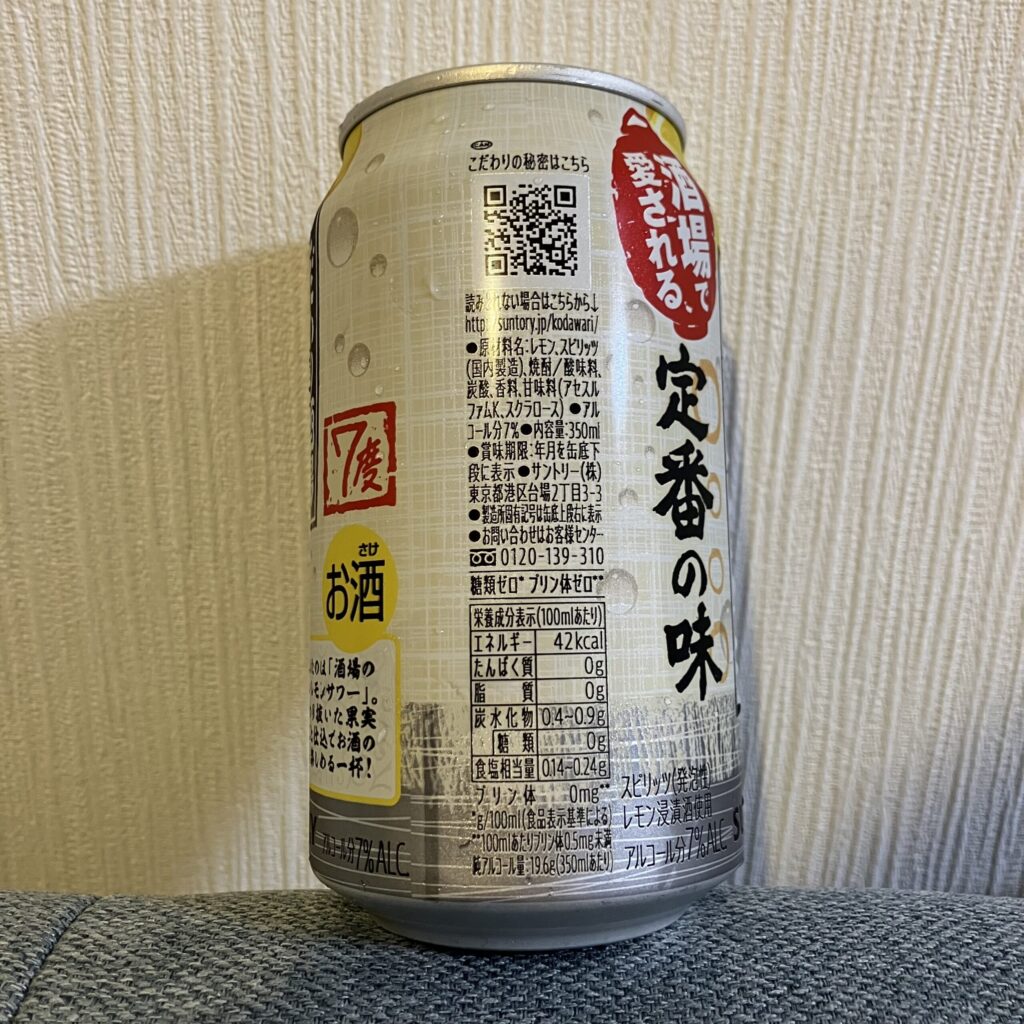 こだわりの秘密はこちら
読みとれない場合はこちらから↓
http://suntory.jp/kodawari/
●原材料名:レモン、スピリッツ
(国内製造)、焼酎／酸味料、
炭酸、香料、甘味料(アセスル
ファムK、スクラロース) ●アル
コール分7%●内容量:350ml
●賞味期限:年月を缶底下
段に表示●サントリー(株)
東京都港区台場2丁目3-3
●製造所固有記号は缶底上段右に表示
●お問い合わせはお客様センター
0120-139-310
糖類ゼロ* プリン体ゼロ**
栄養成分表示(100mlあたり)
エネルギー 42kcal
たんぱく質 0g
脂質 0g
炭水化物 0.4~0.9g
糖類 0g
食塩相当量 0.14~0.24g
プリン体 0mg**
*g/100ml(食品表示基準による)
**100mlあたりプリン体0.5mg未満
純アルコール量:19.6g(350mlあたり)
7度
さけ
お酒
のは「酒場の
レモンサワー」。
抜いた果実
仕込でお酒の
しめる一杯!
アルコール分7%ALC
酒場で
愛される、
定番の味
スピリッツ(発泡性)
レモン浸漬酒使用
アルコール分7%ALC